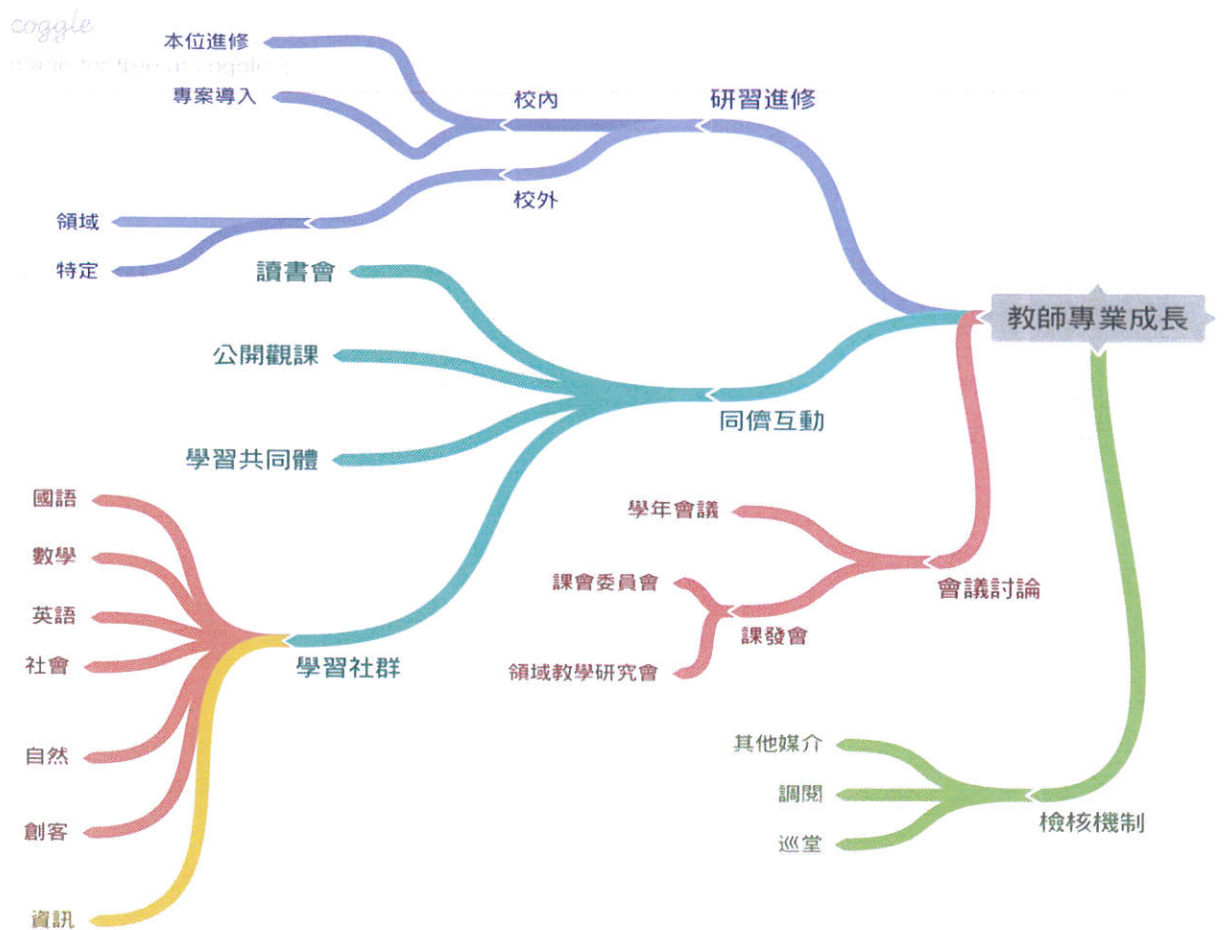 coggle
made for free at coggle
本位進修
專案導入
校內
研習進修
校外
領域
特定
讀書會
教師專業成長
公開觀課
同儕互動
學習共同體
國語
學年會議
數學
課會委員會
會議討論
英語
課發會
社會
學習社群
領域教學研究會
自然
其他媒介
調閱
檢核機制
創客
巡堂
資訊